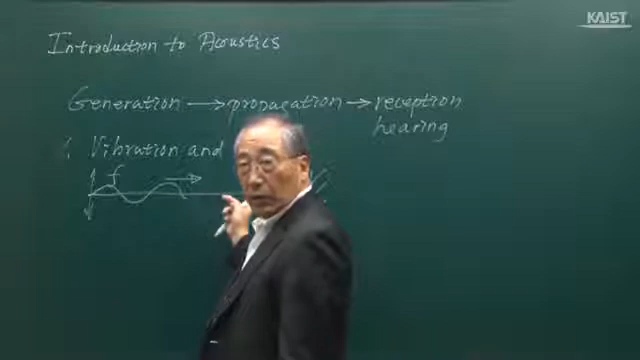 KAIST
Introduction to Acoustics
Generation → propagation → reception
hearing
1. Vibration and
f